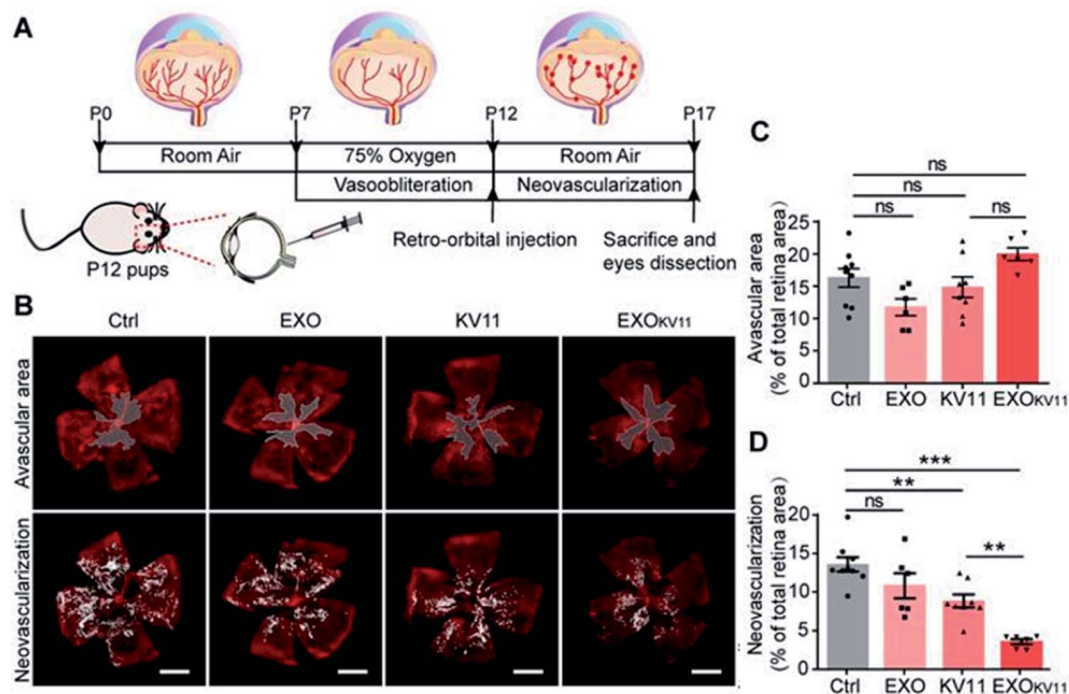 A
P0
P7
P12
P17
Room Air
75% Oxygen
Room Air
Vasoobliteration
Neovascularization
P12 pups
Retro-orbital injection
Sacrifice and
eyes dissection
B
Ctrl
EXO
KV11
EXOKV11
Avascular area
Neovascularization
C
Avascular area
(% of total retina area)
25
20
15
10
5
0
ns
ns
ns
ns
Ctrl
EXO
KV11
EXOKV11
D
Neovascularization
(% of total retina area)
20
15
10
5
0
***
**
ns
**
Ctrl
EXO
KV11
EXOKV11